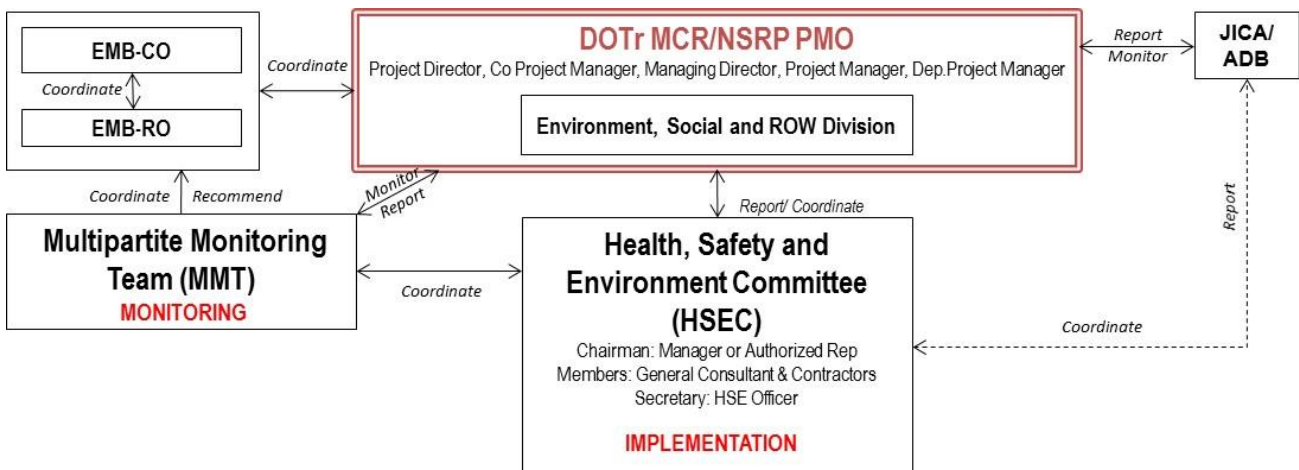 EMB-CO
Coordinate
EMB-RO
Coordinate
DOTr MCR/NSRP PMO
Project Director, Co Project Manager, Managing Director, Project Manager, Dep.Project Manager
Environment, Social and ROW Division
Report
Monitor
JICA/
ADB
Coordinate
Recommend
Monitor
Report
Report/ Coordinate
Report
Multipartite Monitoring
Team (MMT)
MONITORING
Coordinate
Health, Safety and
Environment Committee
(HSEC)
Chairman: Manager or Authorized Rep
Members: General Consultant & Contractors
Secretary: HSE Officer
IMPLEMENTATION
Coordinate